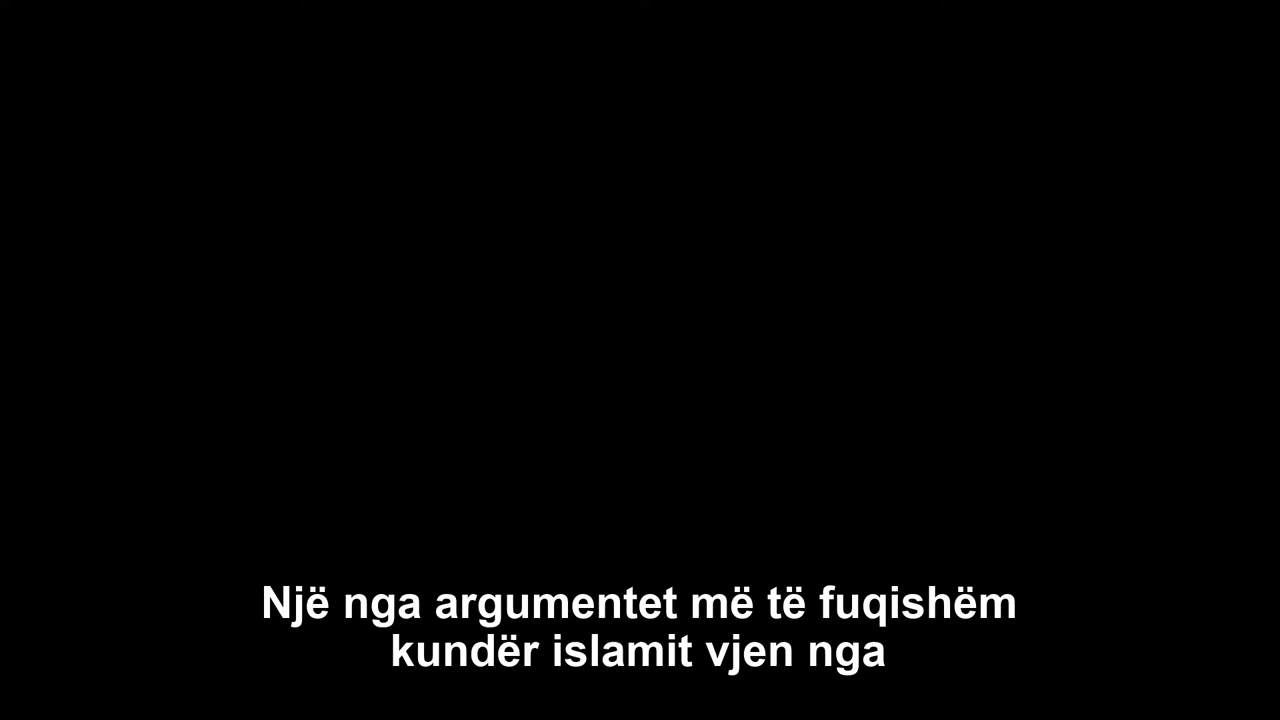 Një nga argumentet më të fuqishëm
kundër islamit vjen nga